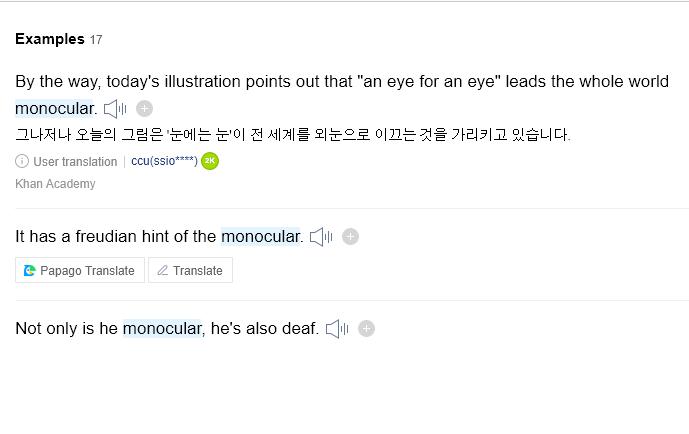 Examples 17
By the way, today's illustration points out that "an eye for an eye" leads the whole world
monocular.
그나저나 오늘의 그림은 '눈에는 눈'이 전 세계를 외눈으로 이끄는 것을 가리키고 있습니다.
User translation | ccu(ssio****) 2K
Khan Academy
It has a freudian hint of the monocular.
Papago Translate Translate
Not only is he monocular, he's also deaf.